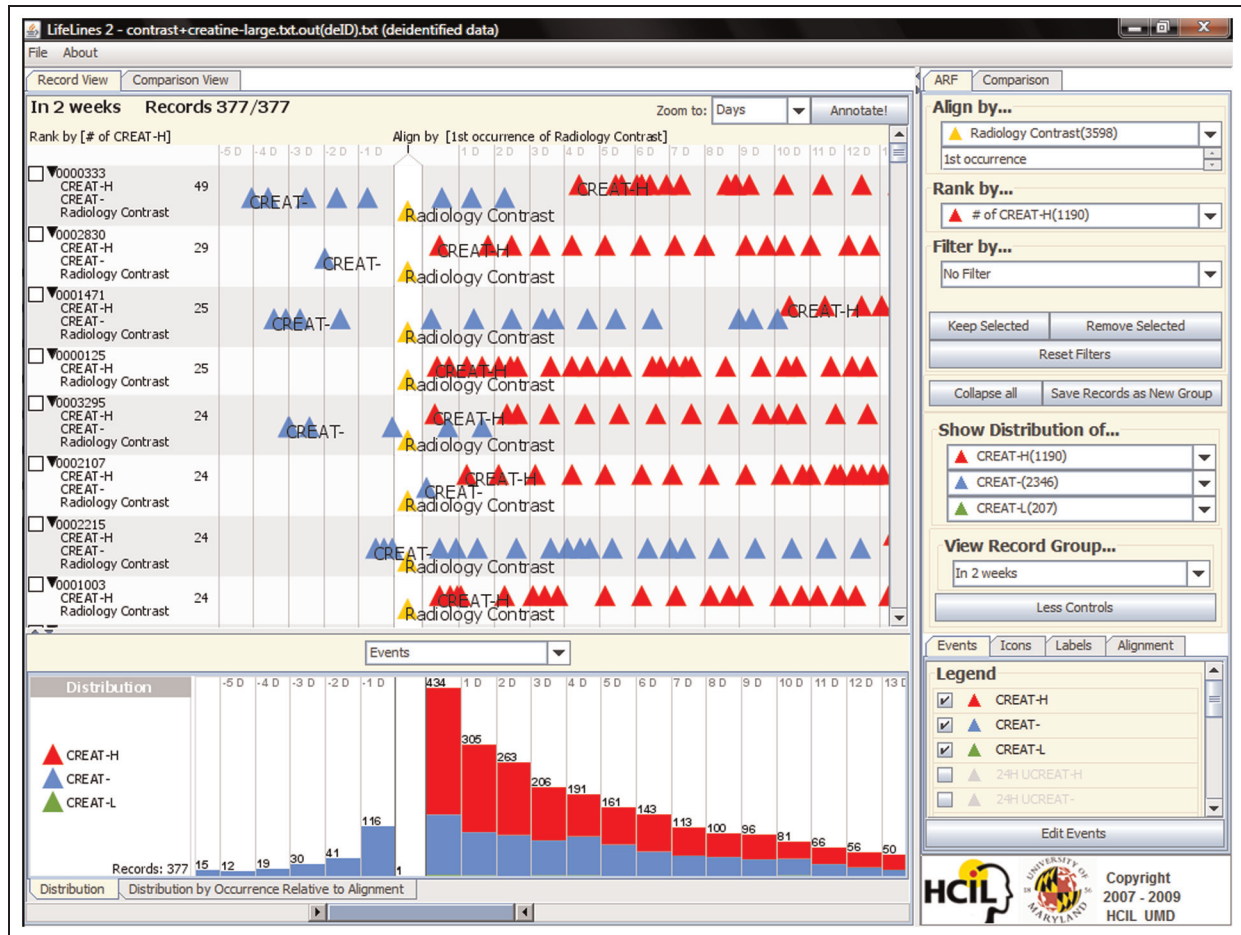 LifeLines 2 - contrast+creatine-large.txt.out(deID).txt (deidentified data)
File About
Record View Comparison View
In 2 weeks Records 377/377
Zoom to: Days Annotate!
Rank by [# of CREAT-H] Align by [1st occurrence of Radiology Contrast]
-5 D -4 D -3 D -2 D -1 D 1 D 2 D 3 D 4 D 5 D 6 D 7 D 8 D 9 D 10 D 11 D 12 D 1
0000333
CREAT-H 49 CREAT-H
CREAT- CREAT-
Radiology Contrast Radiology Contrast
0002830
CREAT-H 29 CREAT-H
CREAT- CREAT-
Radiology Contrast Radiology Contrast
0001471
CREAT-H 25 CREAT-H
CREAT- CREAT-
Radiology Contrast Radiology Contrast
0000125
CREAT-H 25 CREAT-H
Radiology Contrast Radiology Contrast
0003295
CREAT-H 24 CREAT-H
CREAT- CREAT-
Radiology Contrast Radiology Contrast
0002107
CREAT-H 24 CREAT-H
CREAT- CREAT-
Radiology Contrast Radiology Contrast
0002215
CREAT-H 24
CREAT- CREAT-
Radiology Contrast Radiology Contrast
0001003
CREAT-H 24 CREAT-H
Radiology Contrast Radiology Contrast
Events
Distribution
-5 D -4 D -3 D -2 D -1 D 1 D 2 D 3 D 4 D 5 D 6 D 7 D 8 D 9 D 10 D 11 D 12 D 13 D
CREAT-H
CREAT-
CREAT-L
Records: 377
15 12 19 30 41 116 1 434 305 263 206 191 161 143 113 100 96 81 66 56 50
Distribution Distribution by Occurrence Relative to Alignment
ARF Comparison
Align by...
Radiology Contrast(3598)
1st occurrence
Rank by...
# of CREAT-H(1190)
Filter by...
No Filter
Keep Selected Remove Selected
Reset Filters
Collapse all Save Records as New Group
Show Distribution of...
CREAT-H(1190)
CREAT-(2346)
CREAT-L(207)
View Record Group...
In 2 weeks
Less Controls
Events Icons Labels Alignment
Legend
CREAT-H
CREAT-
CREAT-L
24H UCREAT-H
24H UCREAT-
Edit Events
HCIL
UNIVERSITY OF
18 56
MARYLAND
Copyright
2007 - 2009
HCIL UMD